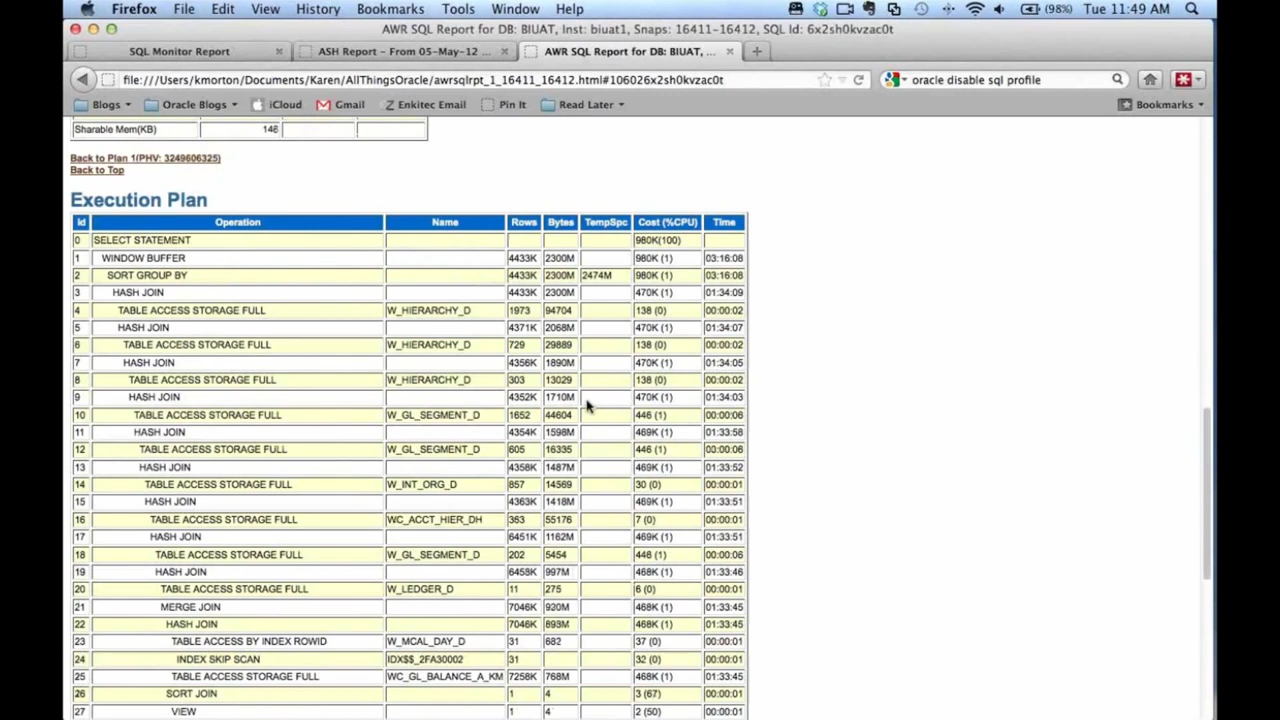 Firefox File Edit View History Bookmarks Tools Window Help (98%) Tue 11:49 AM
AWR SQL Report for DB: BIUAT, Inst: biuat1, Snaps: 16411-16412, SQL Id: 6x2sh0kvzac0t
SQL Monitor Report × ASH Report – From 05-May-12 ... × AWR SQL Report for DB: BIUAT, ... × +
file:///Users/kmorton/Documents/Karen/AllThingsOracle/awrsqlrpt_1_16411_16412.html#106026x2sh0kvzac0t oracle disable sql profile
Blogs Oracle Blogs iCloud Gmail Enkitec Email Pin It Read Later Bookmarks
Sharable Mem(KB) 146
Back to Plan 1(PHV: 3249606325)
Back to Top
Execution Plan
Id Operation Name Rows Bytes TempSpc Cost (%CPU) Time
0 SELECT STATEMENT 980K(100)
1 WINDOW BUFFER 4433K 2300M 980K (1) 03:16:08
2 SORT GROUP BY 4433K 2300M 2474M 980K (1) 03:16:08
3 HASH JOIN 4433K 2300M 470K (1) 01:34:09
4 TABLE ACCESS STORAGE FULL W_HIERARCHY_D 1973 94704 138 (0) 00:00:02
5 HASH JOIN 4371K 2068M 470K (1) 01:34:07
6 TABLE ACCESS STORAGE FULL W_HIERARCHY_D 729 29889 138 (0) 00:00:02
7 HASH JOIN 4356K 1890M 470K (1) 01:34:05
8 TABLE ACCESS STORAGE FULL W_HIERARCHY_D 303 13029 138 (0) 00:00:02
9 HASH JOIN 4352K 1710M 470K (1) 01:34:03
10 TABLE ACCESS STORAGE FULL W_GL_SEGMENT_D 1652 44604 446 (1) 00:00:06
11 HASH JOIN 4354K 1598M 469K (1) 01:33:58
12 TABLE ACCESS STORAGE FULL W_GL_SEGMENT_D 605 16335 446 (1) 00:00:06
13 HASH JOIN 4358K 1487M 469K (1) 01:33:52
14 TABLE ACCESS STORAGE FULL W_INT_ORG_D 857 14569 30 (0) 00:00:01
15 HASH JOIN 4363K 1418M 469K (1) 01:33:51
16 TABLE ACCESS STORAGE FULL WC_ACCT_HIER_DH 363 55176 7 (0) 00:00:01
17 HASH JOIN 6451K 1162M 469K (1) 01:33:51
18 TABLE ACCESS STORAGE FULL W_GL_SEGMENT_D 202 5454 446 (1) 00:00:06
19 HASH JOIN 6458K 997M 468K (1) 01:33:46
20 TABLE ACCESS STORAGE FULL W_LEDGER_D 11 275 6 (0) 00:00:01
21 MERGE JOIN 7046K 920M 468K (1) 01:33:45
22 HASH JOIN 7046K 893M 468K (1) 01:33:45
23 TABLE ACCESS BY INDEX ROWID W_MCAL_DAY_D 31 682 37 (0) 00:00:01
24 INDEX SKIP SCAN IDX$$_2FA30002 31 32 (0) 00:00:01
25 TABLE ACCESS STORAGE FULL WC_GL_BALANCE_A_KM 7258K 768M 468K (1) 01:33:45
26 SORT JOIN 1 4 3 (67) 00:00:01
27 VIEW 1 4 2 (50) 00:00:01